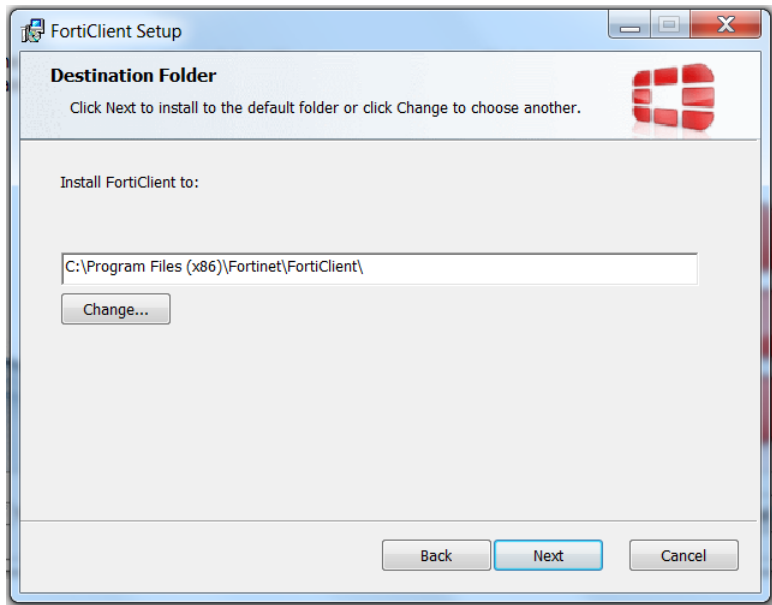 FortiClient Setup
Destination Folder
Click Next to install to the default folder or click Change to choose another.
Install FortiClient to:
C:\Program Files (x86)\Fortinet\FortiClient\
Change...
Back
Next
Cancel